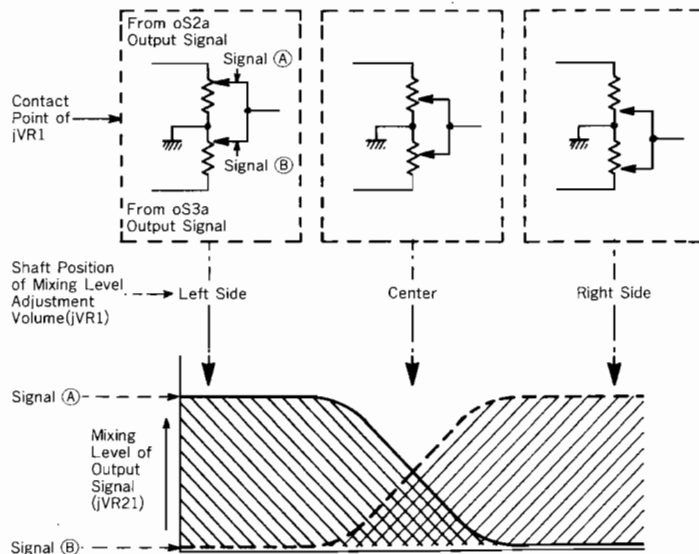 From oS2a
Output Signal
Signal Ⓐ
Contact
Point of
jVR1
Signal Ⓑ
From oS3a
Output Signal
Shaft Position
of Mixing Level
Adjustment
Volume(jVR1)
Left Side
Center
Right Side
Signal Ⓐ
Mixing
Level of
Output
Signal
(jVR21)
Signal Ⓑ